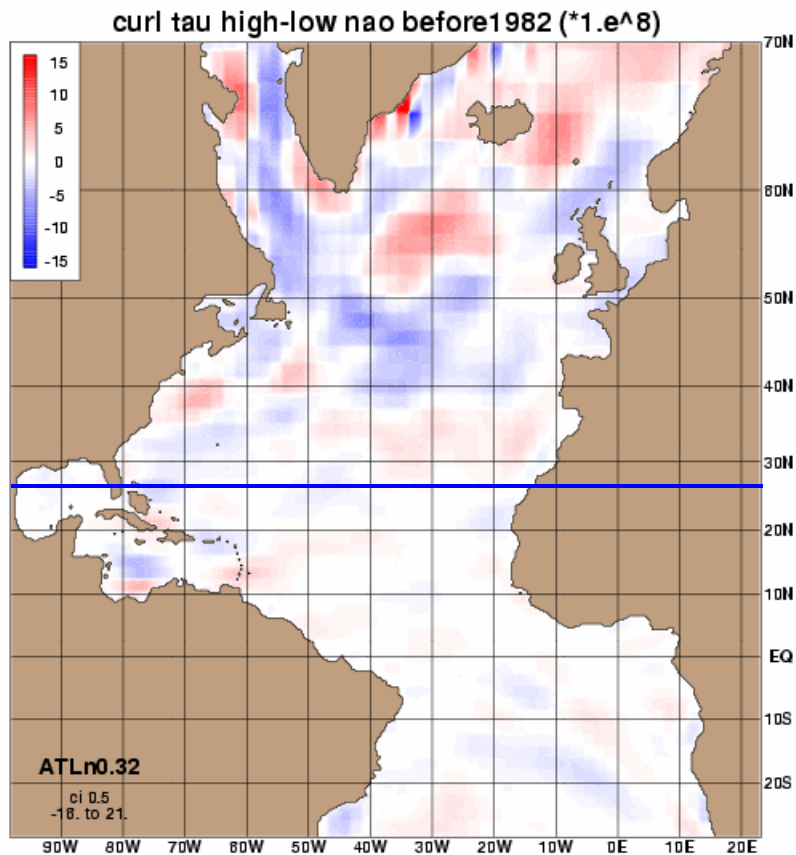 curl tau high-low nao before1982 (*1.e^8)
15
10
5
0
-5
-10
-15
70N
60N
50N
40N
30N
20N
10N
EQ
10S
20S
ATLn0.32
ci 0.5
-16. to 21.
90W 80W 70W 60W 50W 40W 30W 20W 10W 0E 10E 20E